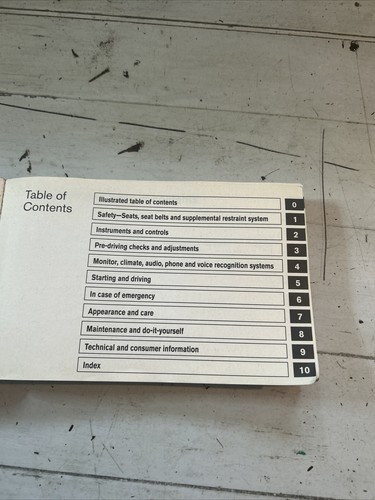 Table of
Contents
Illustrated table of contents 0
Safety—Seats, seat belts and supplemental restraint system 1
Instruments and controls 2
Pre-driving checks and adjustments 3
Monitor, climate, audio, phone and voice recognition systems 4
Starting and driving 5
In case of emergency 6
Appearance and care 7
Maintenance and do-it-yourself 8
Technical and consumer information 9
Index 10